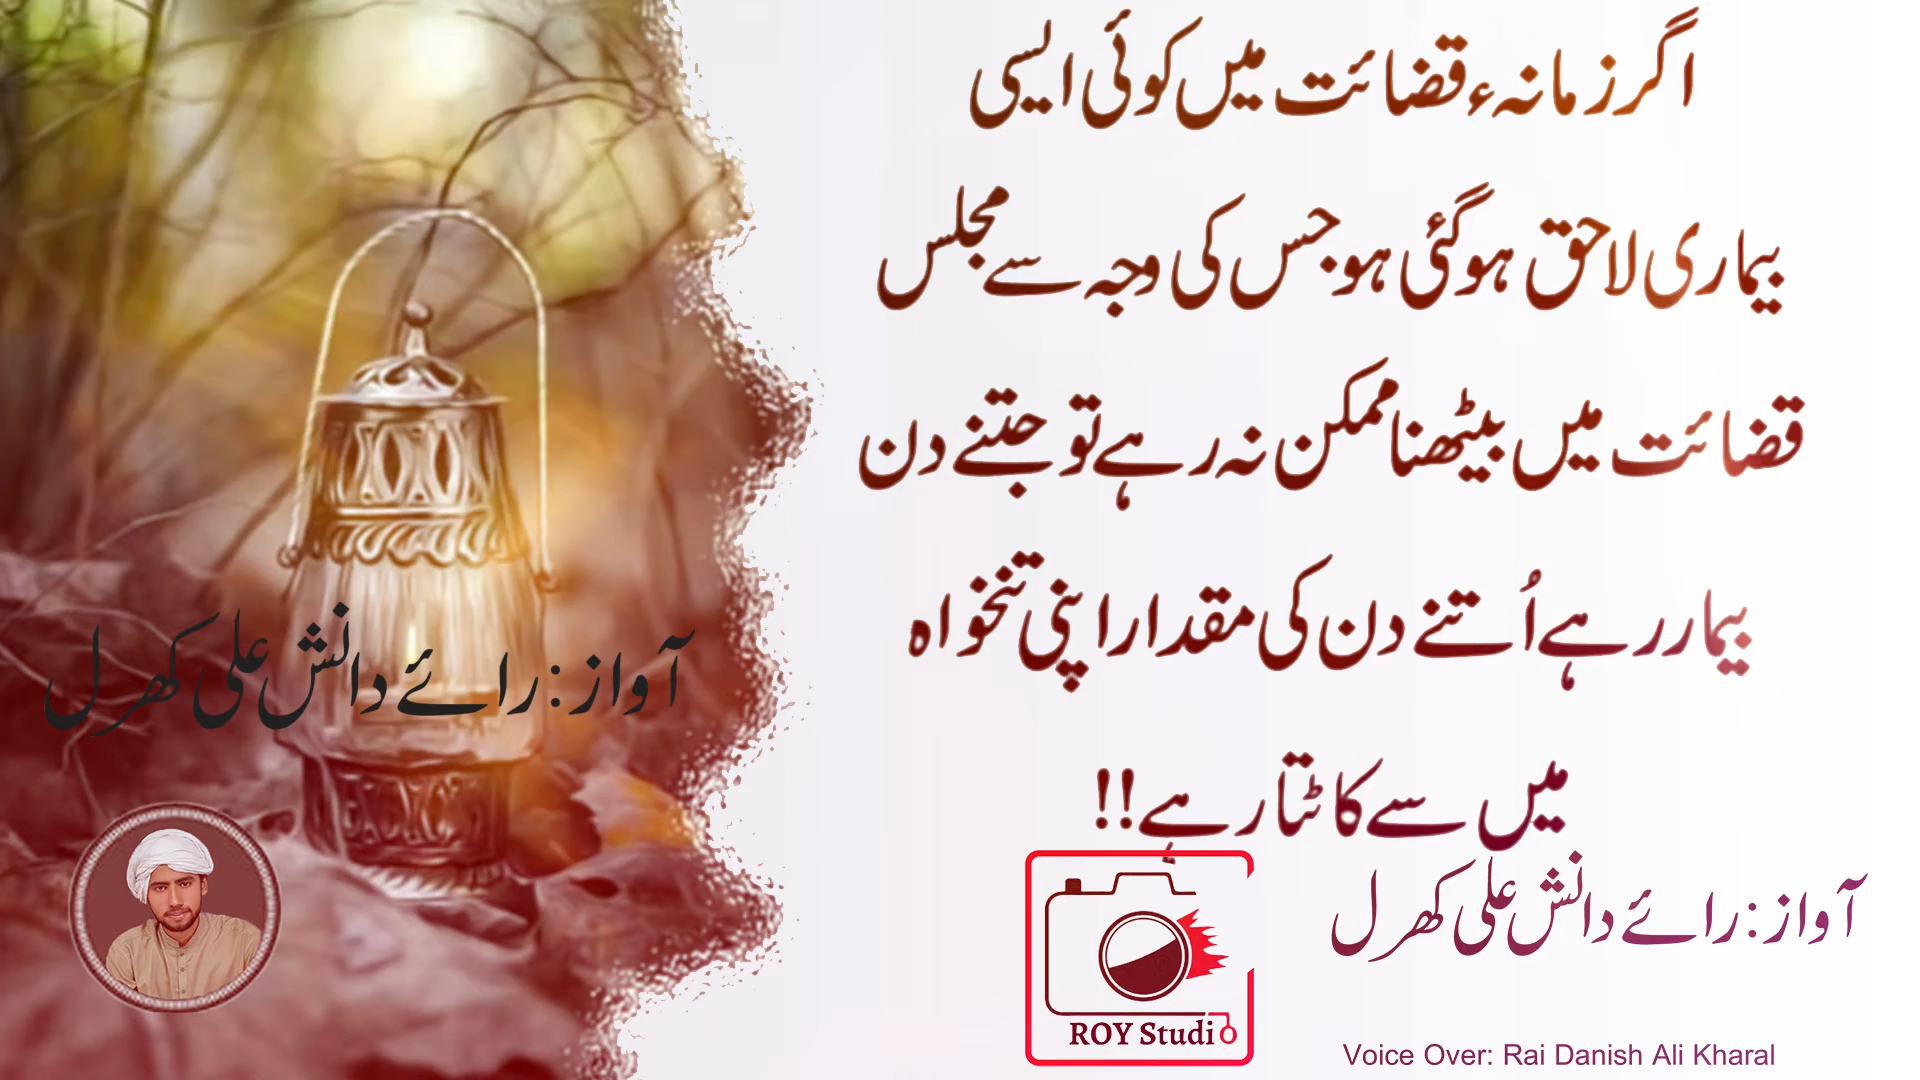 اگر زمانہء قضائت میں کوئی ایسی
بیماری لاحق ہوگئی ہو جس کی وجہ سے مجلس
قضائت میں بیٹھنا ممکن نہ رہے تو جتنے دن
بیمار رہے اُتنے دن کی مقدار اپنی تنخواہ
میں سے کاٹتا رہے!!
آواز: رائے دانش علی کھرل
آواز: رائے دانش علی کھرل
ROY Studio
Voice Over: Rai Danish Ali Kharal